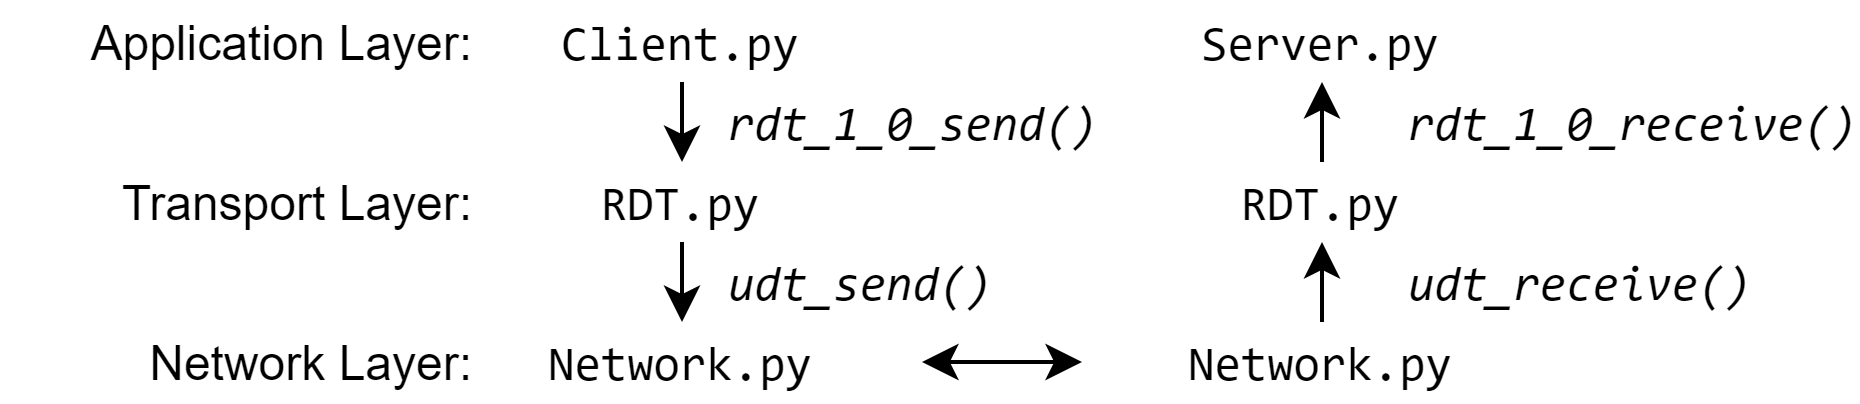 Application Layer: Client.py Server.py
rdt_1_0_send() rdt_1_0_receive()
Transport Layer: RDT.py RDT.py
udt_send() udt_receive()
Network Layer: Network.py Network.py